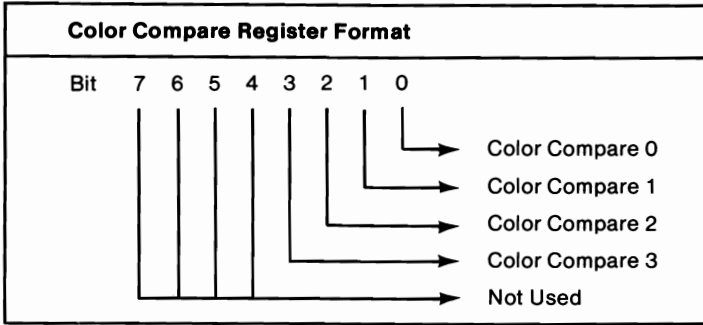 Color Compare Register Format
Bit 7 6 5 4 3 2 1 0
Color Compare 0
Color Compare 1
Color Compare 2
Color Compare 3
Not Used